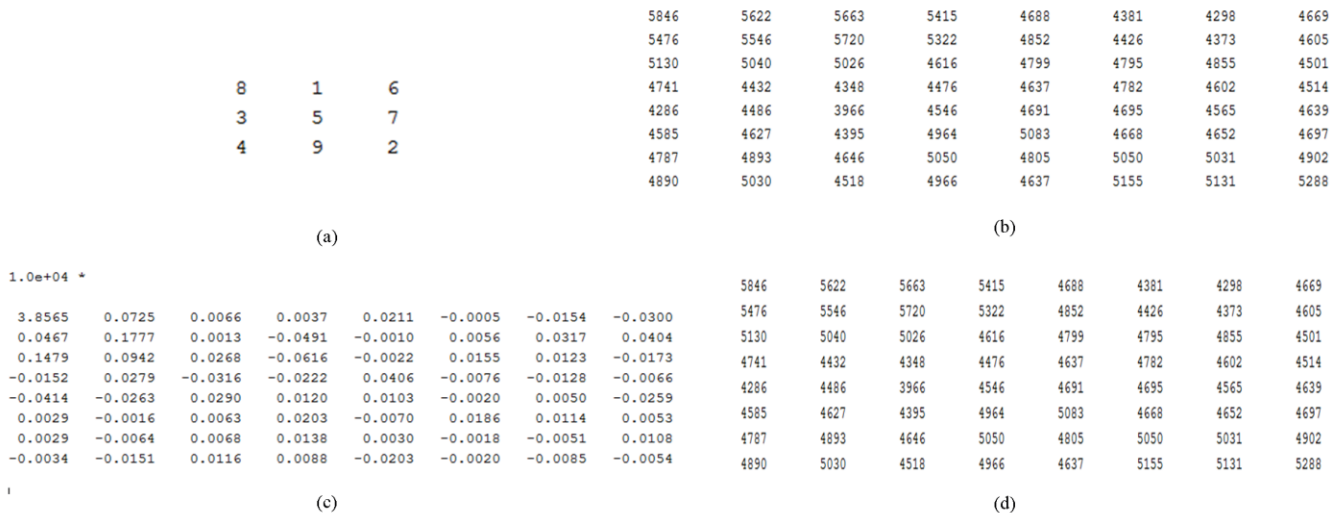 8 1 6
3 5 7
4 9 2
(a)
5846 5622 5663 5415 4688 4381 4298 4669
5476 5546 5720 5322 4852 4426 4373 4605
5130 5040 5026 4616 4799 4795 4855 4501
4741 4432 4348 4476 4637 4782 4602 4514
4286 4486 3966 4546 4691 4695 4565 4639
4585 4627 4395 4964 5083 4668 4652 4697
4787 4893 4646 5050 4805 5050 5031 4902
4890 5030 4518 4966 4637 5155 5131 5288
(b)
1.0e+04 *
3.8565 0.0725 0.0066 0.0037 0.0211 -0.0005 -0.0154 -0.0300
0.0467 0.1777 0.0013 -0.0491 -0.0010 0.0056 0.0317 0.0404
0.1479 0.0942 0.0268 -0.0616 -0.0022 0.0155 0.0123 -0.0173
-0.0152 0.0279 -0.0316 -0.0222 0.0406 -0.0076 -0.0128 -0.0066
-0.0414 -0.0263 0.0290 0.0120 0.0103 -0.0020 0.0050 -0.0259
0.0029 -0.0016 0.0063 0.0203 -0.0070 0.0186 0.0114 0.0053
0.0029 -0.0064 0.0068 0.0138 0.0030 -0.0018 -0.0051 0.0108
-0.0034 -0.0151 0.0116 0.0088 -0.0203 -0.0020 -0.0085 -0.0054
(c)
5846 5622 5663 5415 4688 4381 4298 4669
5476 5546 5720 5322 4852 4426 4373 4605
5130 5040 5026 4616 4799 4795 4855 4501
4741 4432 4348 4476 4637 4782 4602 4514
4286 4486 3966 4546 4691 4695 4565 4639
4585 4627 4395 4964 5083 4668 4652 4697
4787 4893 4646 5050 4805 5050 5031 4902
4890 5030 4518 4966 4637 5155 5131 5288
(d)